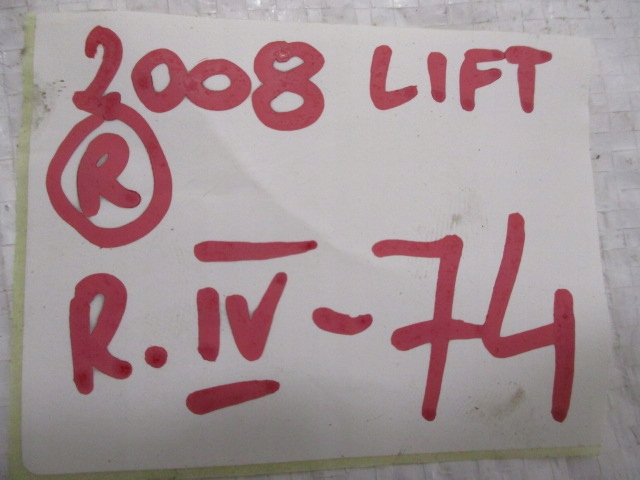 2008 LIFT
R
R. IV - 74